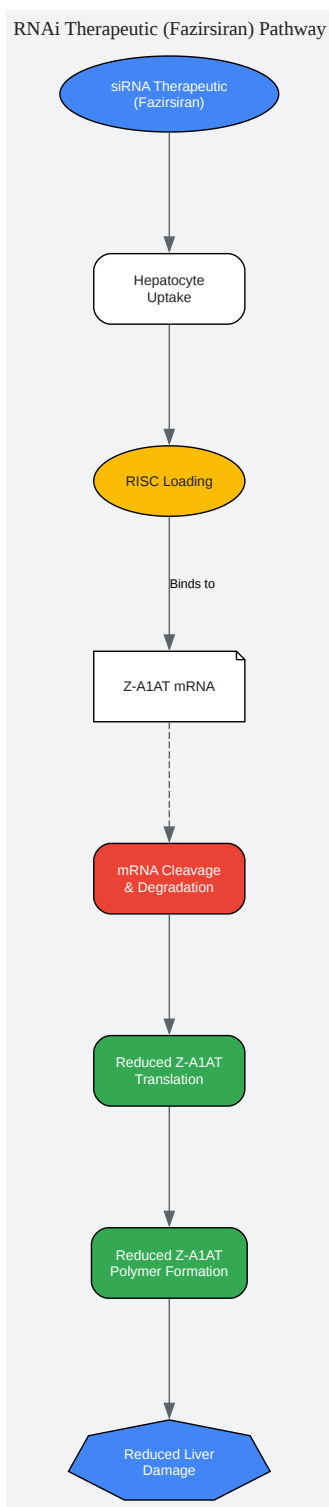 RNAi Therapeutic (Fazirsiran) Pathway
siRNA Therapeutic
(Fazirsiran)
Hepatocyte
Uptake
RISC Loading
Binds to
Z-A1AT mRNA
mRNA Cleavage
& Degradation
Reduced Z-A1AT
Translation
Reduced Z-A1AT
Polymer Formation
Reduced Liver
Damage